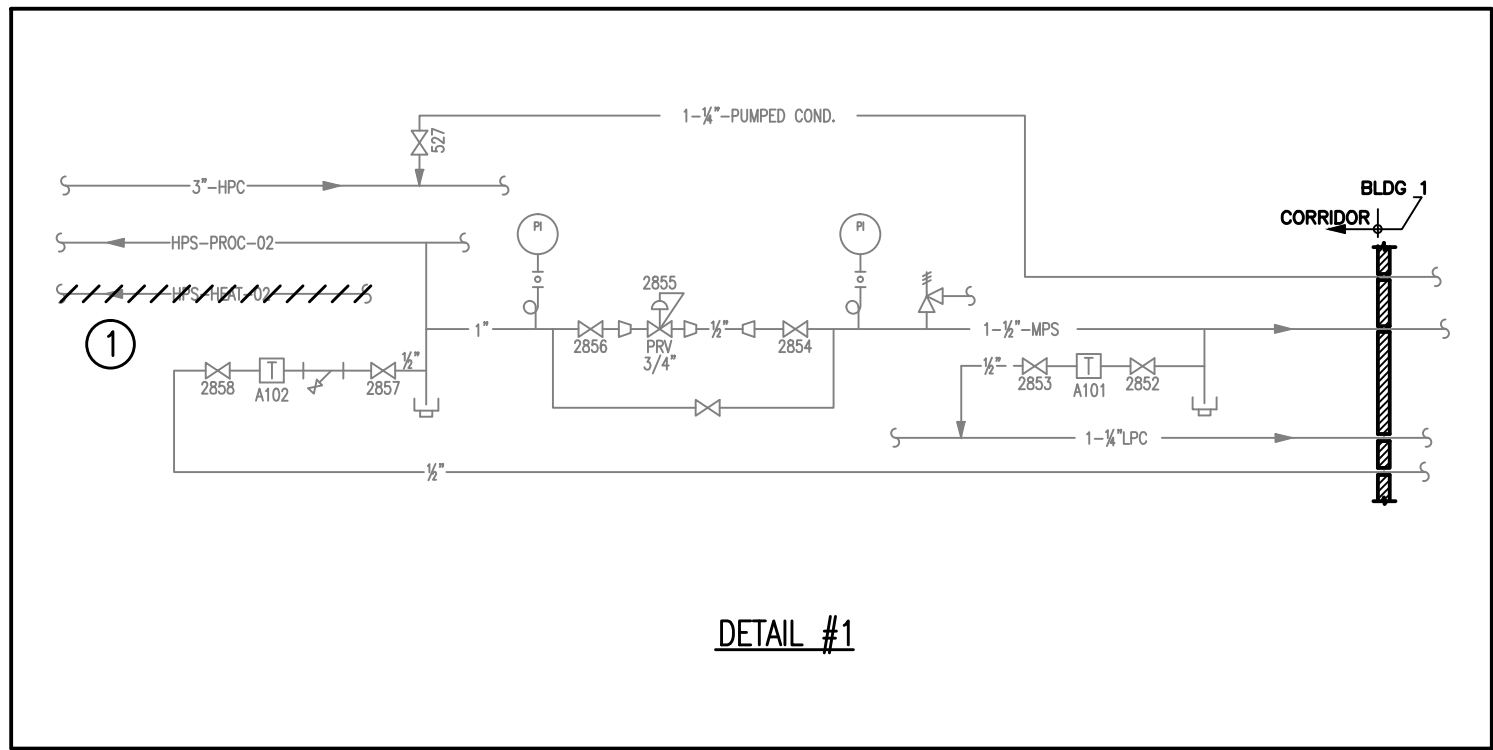 1-¼"-PUMPED COND.
527
3"-HPC
BLDG 1
CORRIDOR
HPS-PROC-02
PI
PI
HPS-HEAT-02
2855
1
1"
2856
PRV
3/4"
½"
2854
1-½"-MPS
½"
2858
A102
2857
½"
2853
A101
2852
1-¼"LPC
½"
DETAIL #1